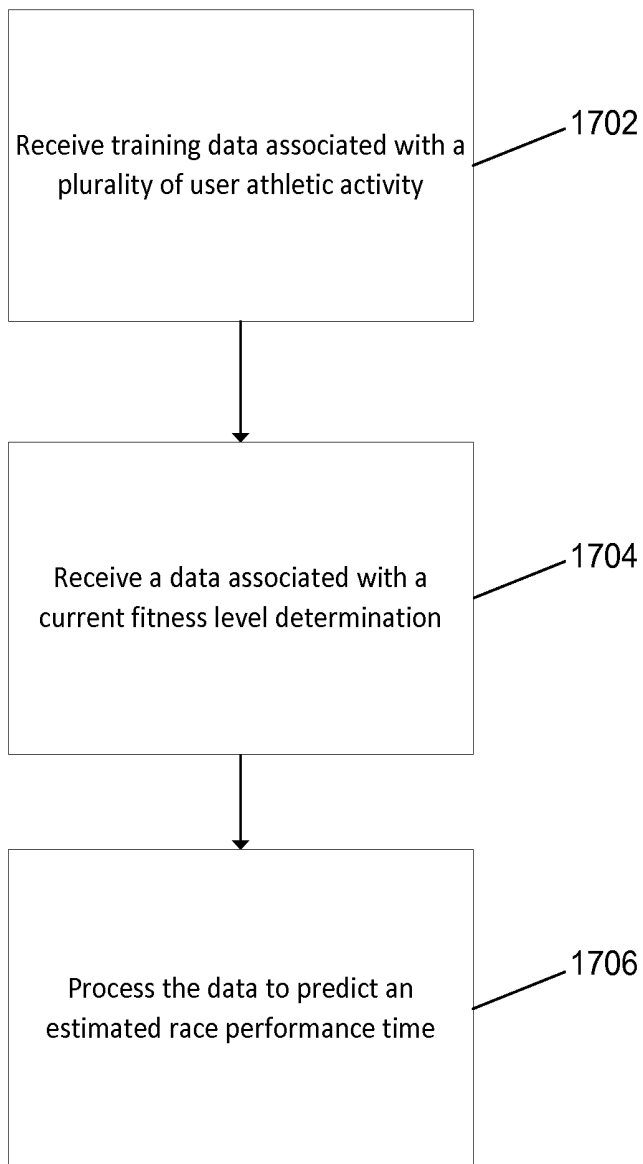 Receive training data associated with a
plurality of user athletic activity
1702
Receive a data associated with a
current fitness level determination
1704
Process the data to predict an
estimated race performance time
1706